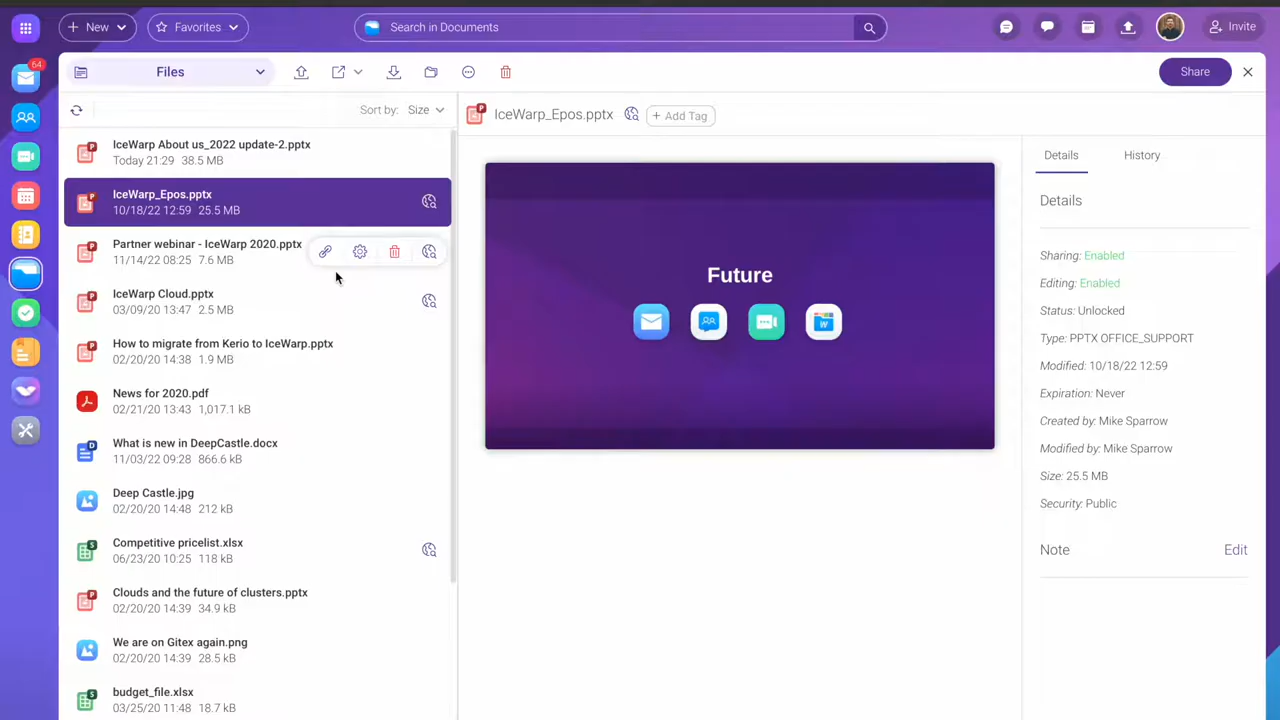 + New
Favorites
Search in Documents
Invite
64
Files
Share
Sort by: Size
IceWarp_Epos.pptx
+ Add Tag
IceWarp About us_2022 update-2.pptx
Today 21:29 38.5 MB
IceWarp_Epos.pptx
10/18/22 12:59 25.5 MB
Partner webinar - IceWarp 2020.pptx
11/14/22 08:25 7.6 MB
IceWarp Cloud.pptx
03/09/20 13:47 2.5 MB
How to migrate from Kerio to IceWarp.pptx
02/20/20 14:38 1.9 MB
News for 2020.pdf
02/21/20 13:43 1,017.1 kB
What is new in DeepCastle.docx
11/03/22 09:28 866.6 kB
Deep Castle.jpg
02/20/20 14:48 212 kB
Competitive pricelist.xlsx
06/23/20 10:25 118 kB
Clouds and the future of clusters.pptx
02/20/20 14:39 34.9 kB
We are on Gitex again.png
02/20/20 14:39 28.5 kB
budget_file.xlsx
03/25/20 11:48 18.7 kB
Future
W
Details
History
Details
Sharing: Enabled
Editing: Enabled
Status: Unlocked
Type: PPTX OFFICE_SUPPORT
Modified: 10/18/22 12:59
Expiration: Never
Created by: Mike Sparrow
Modified by: Mike Sparrow
Size: 25.5 MB
Security: Public
Note
Edit